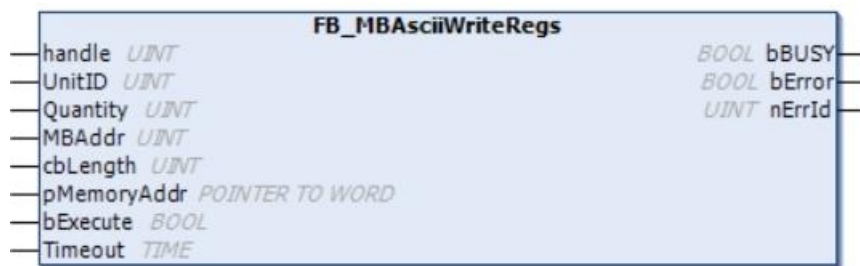 FB_MBAsciiWriteRegs
handle UINT BOOL bBUSY
UnitID UINT BOOL bError
Quantity UINT UINT nErrId
MBAddr UINT
cbLength UINT
pMemoryAddr POINTER TO WORD
bExecute BOOL
Timeout TIME